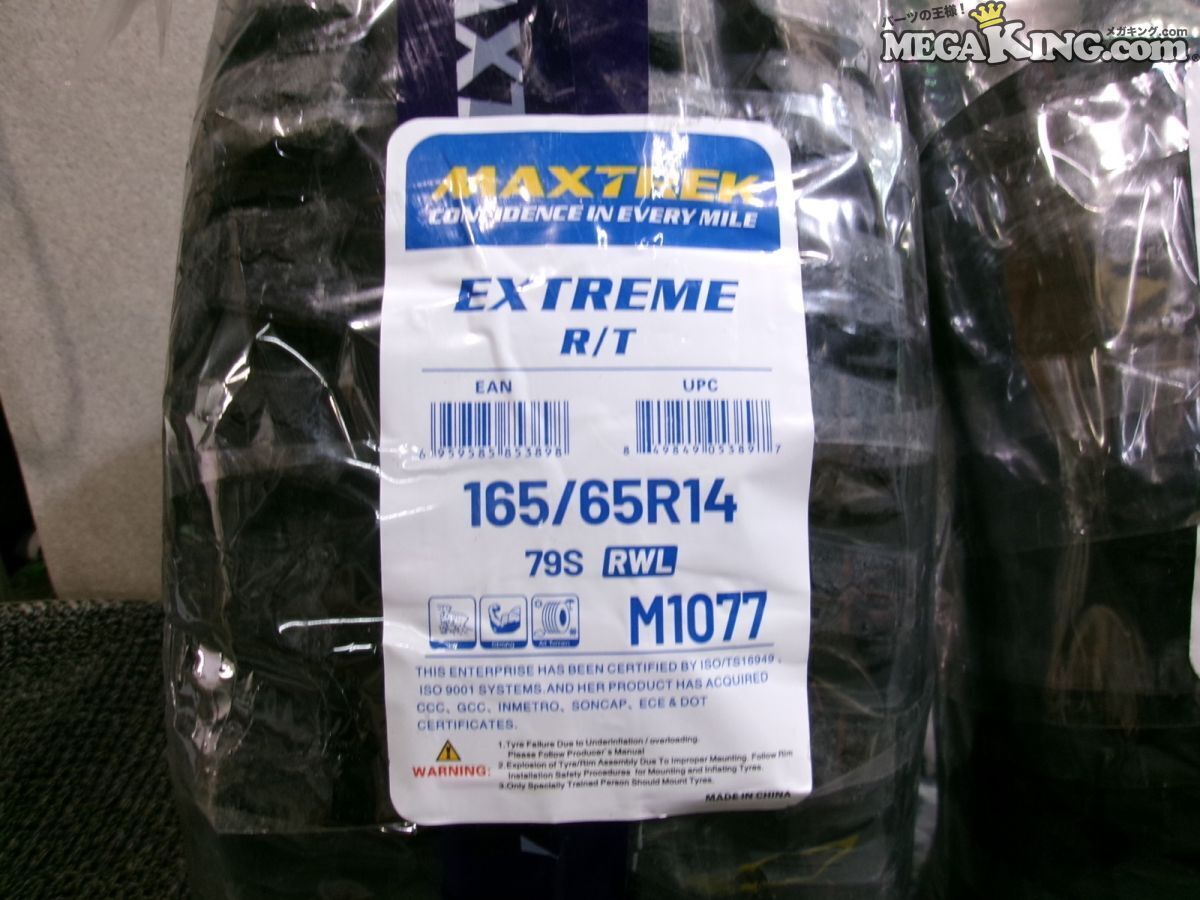 パーツの王様!
メガキング.com
MEGAKING.com
MAXTREK
CONFIDENCE IN EVERY MILE
EXTREME
R/T
EAN
UPC
6 959585 853898
8 49849 05389 7
165/65R14
79S RWL
M1077
All Terrain
THIS ENTERPRISE HAS BEEN CERTIFIED BY ISO/TS16949 、
ISO 9001 SYSTEMS.AND HER PRODUCT HAS ACQUIRED
CCC、GCC、INMETRO、SONCAP、ECE & DOT
CERTIFICATES.
WARNING:
1.Tyre Failure Due to Underinflation / overloading.
Please Follow Producer's Manual
2.Explosion of Tyre/Rim Assembly Due To Improper Mounting. Follow Rim
Installation Safety Procedures for Mounting and Inflating Tyres.
3.Only Specially Trained Person Should Mount Tyres.
MADE IN CHINA